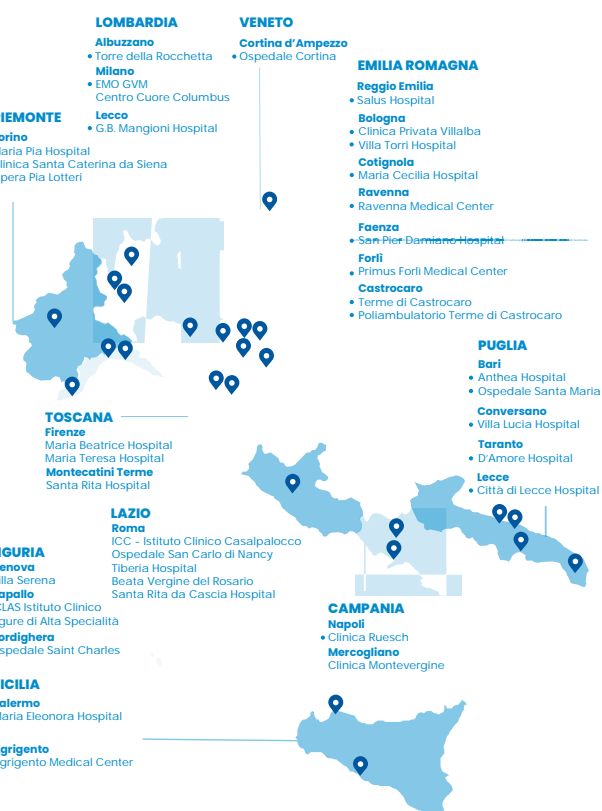 LOMBARDIA
Albuzzano
• Torre della Rocchetta
Milano
• EMO GVM
Centro Cuore Columbus
Lecco
• G.B. Mangioni Hospital
VENETO
Cortina d’Ampezzo
• Ospedale Cortina
EMILIA ROMAGNA
Reggio Emilia
• Salus Hospital
Bologna
• Clinica Privata Villalba
• Villa Torri Hospital
Cotignola
• Maria Cecilia Hospital
Ravenna
• Ravenna Medical Center
Faenza
• San Pier Damiano Hospital
Forlì
• Primus Forlì Medical Center
Castrocaro
• Terme di Castrocaro
• Poliambulatorio Terme di Castrocaro
IEMONTE
orino
aria Pia Hospital
linica Santa Caterina da Siena
pera Pia Lotteri
PUGLIA
Bari
• Anthea Hospital
• Ospedale Santa Maria
Conversano
• Villa Lucia Hospital
Taranto
• D’Amore Hospital
Lecce
• Città di Lecce Hospital
TOSCANA
Firenze
Maria Beatrice Hospital
Maria Teresa Hospital
Montecatini Terme
Santa Rita Hospital
LAZIO
Roma
ICC - Istituto Clinico Casalpalocco
Ospedale San Carlo di Nancy
Tiberia Hospital
Beata Vergine del Rosario
Santa Rita da Cascia Hospital
IGURIA
enova
illa Serena
apallo
CLAS Istituto Clinico
gure di Alta Specialità
ordighera
spedale Saint Charles
CAMPANIA
Napoli
• Clinica Ruesch
Mercogliano
Clinica Montevergine
ICILIA
alermo
aria Eleonora Hospital
grigento
grigento Medical Center